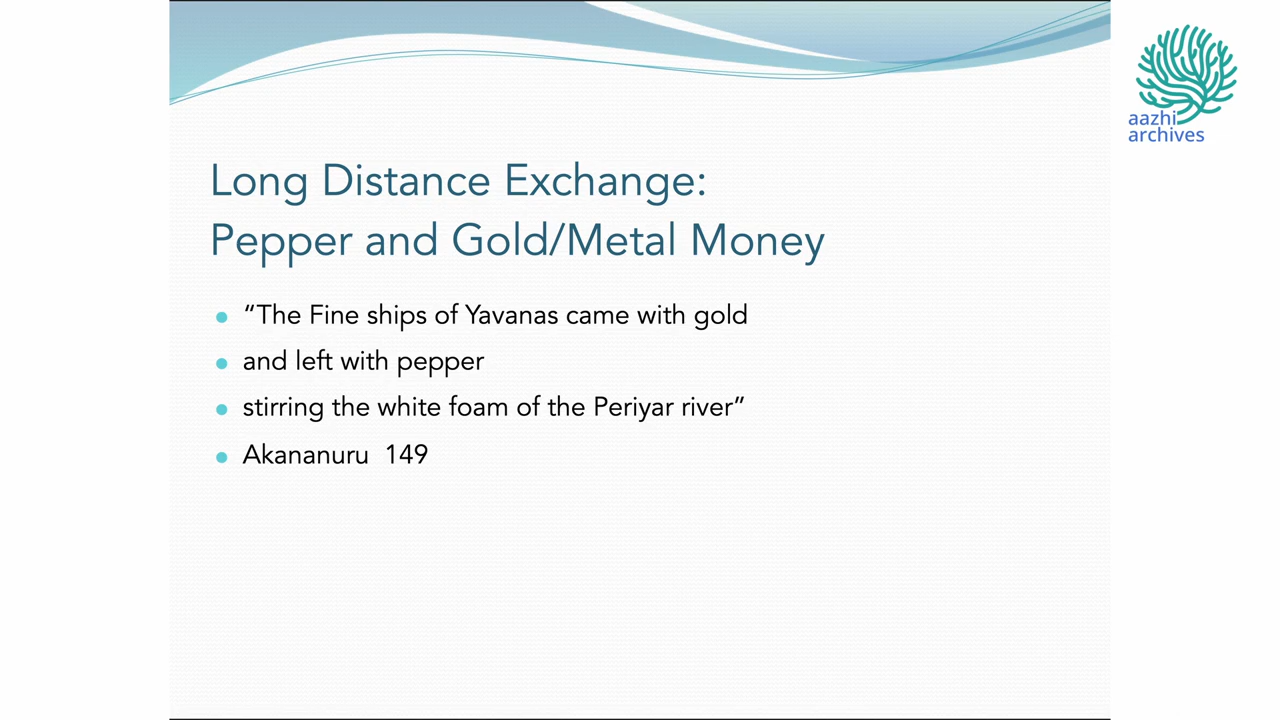 aazhi
archives
Long Distance Exchange:
Pepper and Gold/Metal Money
“The Fine ships of Yavanas came with gold
and left with pepper
stirring the white foam of the Periyar river”
Akananuru 149